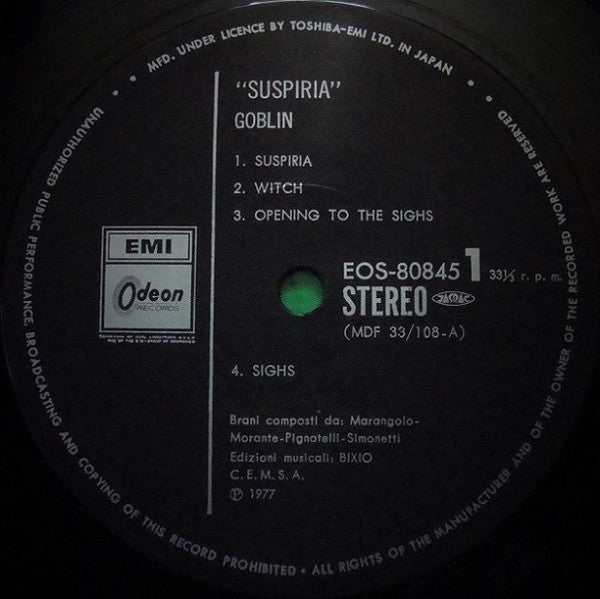 MFD. UNDER LICENCE BY TOSHIBA-EMI LTD. IN JAPAN
"SUSPIRIA"
GOBLIN
1. SUSPIRIA
2. WITCH
3. OPENING TO THE SIGHS
EMI
Odeon
RECORDS
EOS-80845 1 33⅓ r. p. m.
STEREO JASRAC
(MDF 33/108-A)
4. SIGHS
Brani composti da: Marangolo-
Morante-Pignatelli-Simonetti
Edizioni musicali: BIXIO
C. E. M. S. A.
Ⓟ 1977
UNAUTHORIZED PUBLIC PERFORMANCE, BROADCASTING AND COPYING OF THIS RECORD PROHIBITED • ALL RIGHTS OF THE MANUFACTURER AND OF THE OWNER OF THE RECORDED WORK ARE RESERVED